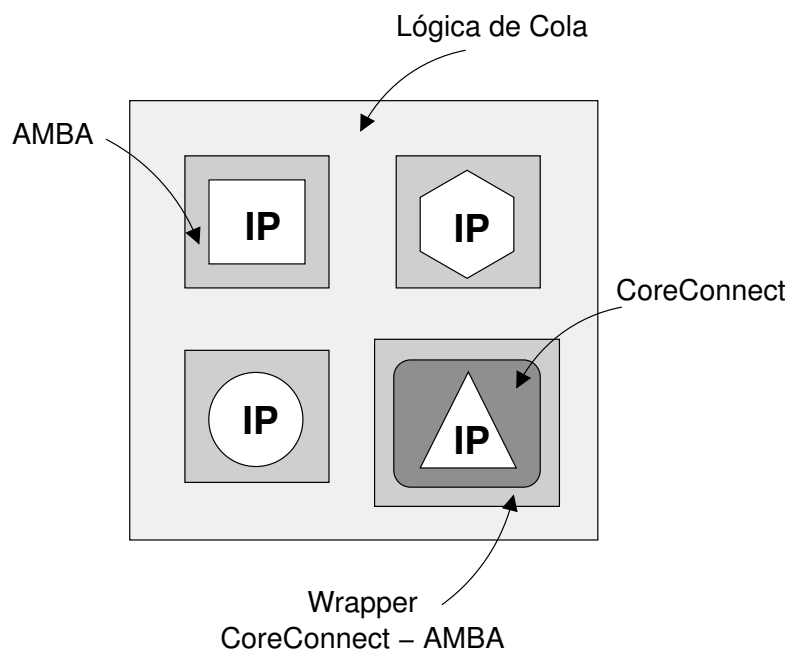 Lógica de Cola
AMBA
IP
IP
CoreConnect
IP
IP
Wrapper
CoreConnect – AMBA